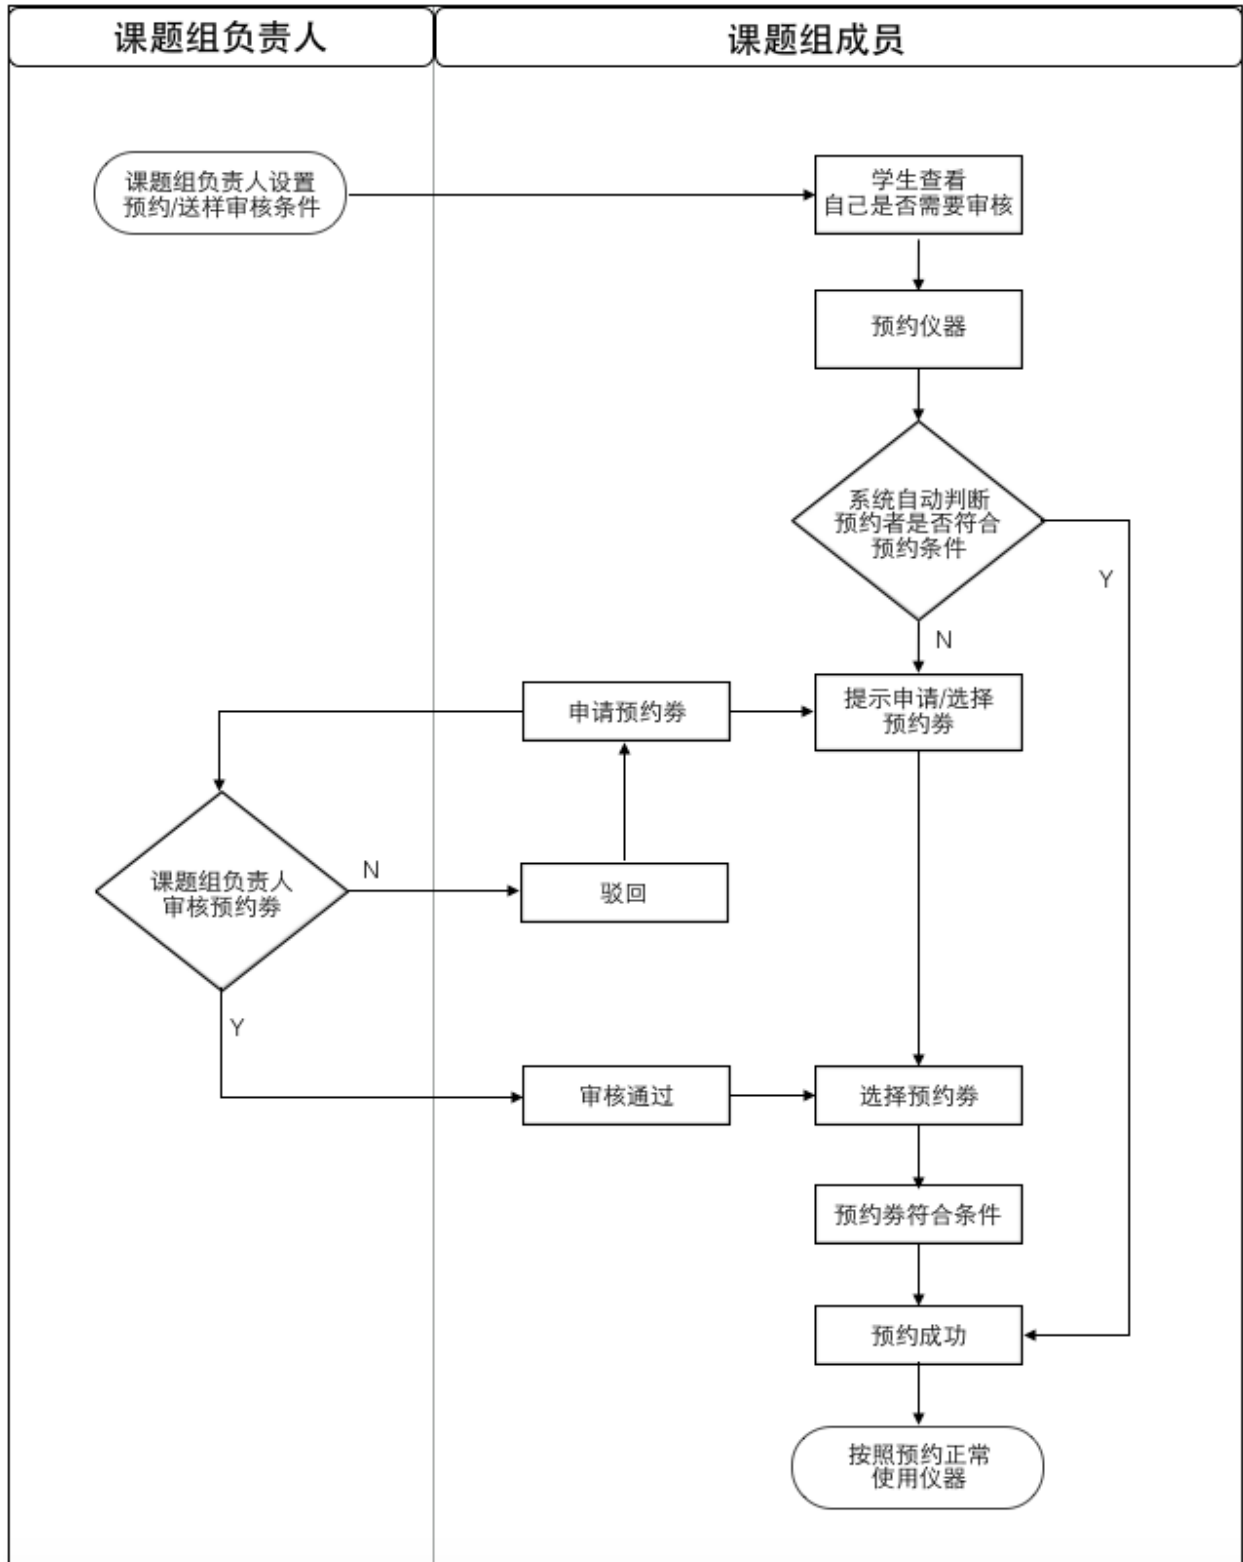 课题组负责人
课题组成员
课题组负责人设置
预约/送样审核条件
学生查看
自己是否需要审核
预约仪器
系统自动判断
预约者是否符合
预约条件
Y
N
申请预约劵
提示申请/选择
预约劵
课题组负责人
审核预约劵
N
驳回
Y
审核通过
选择预约劵
预约劵符合条件
预约成功
按照预约正常
使用仪器